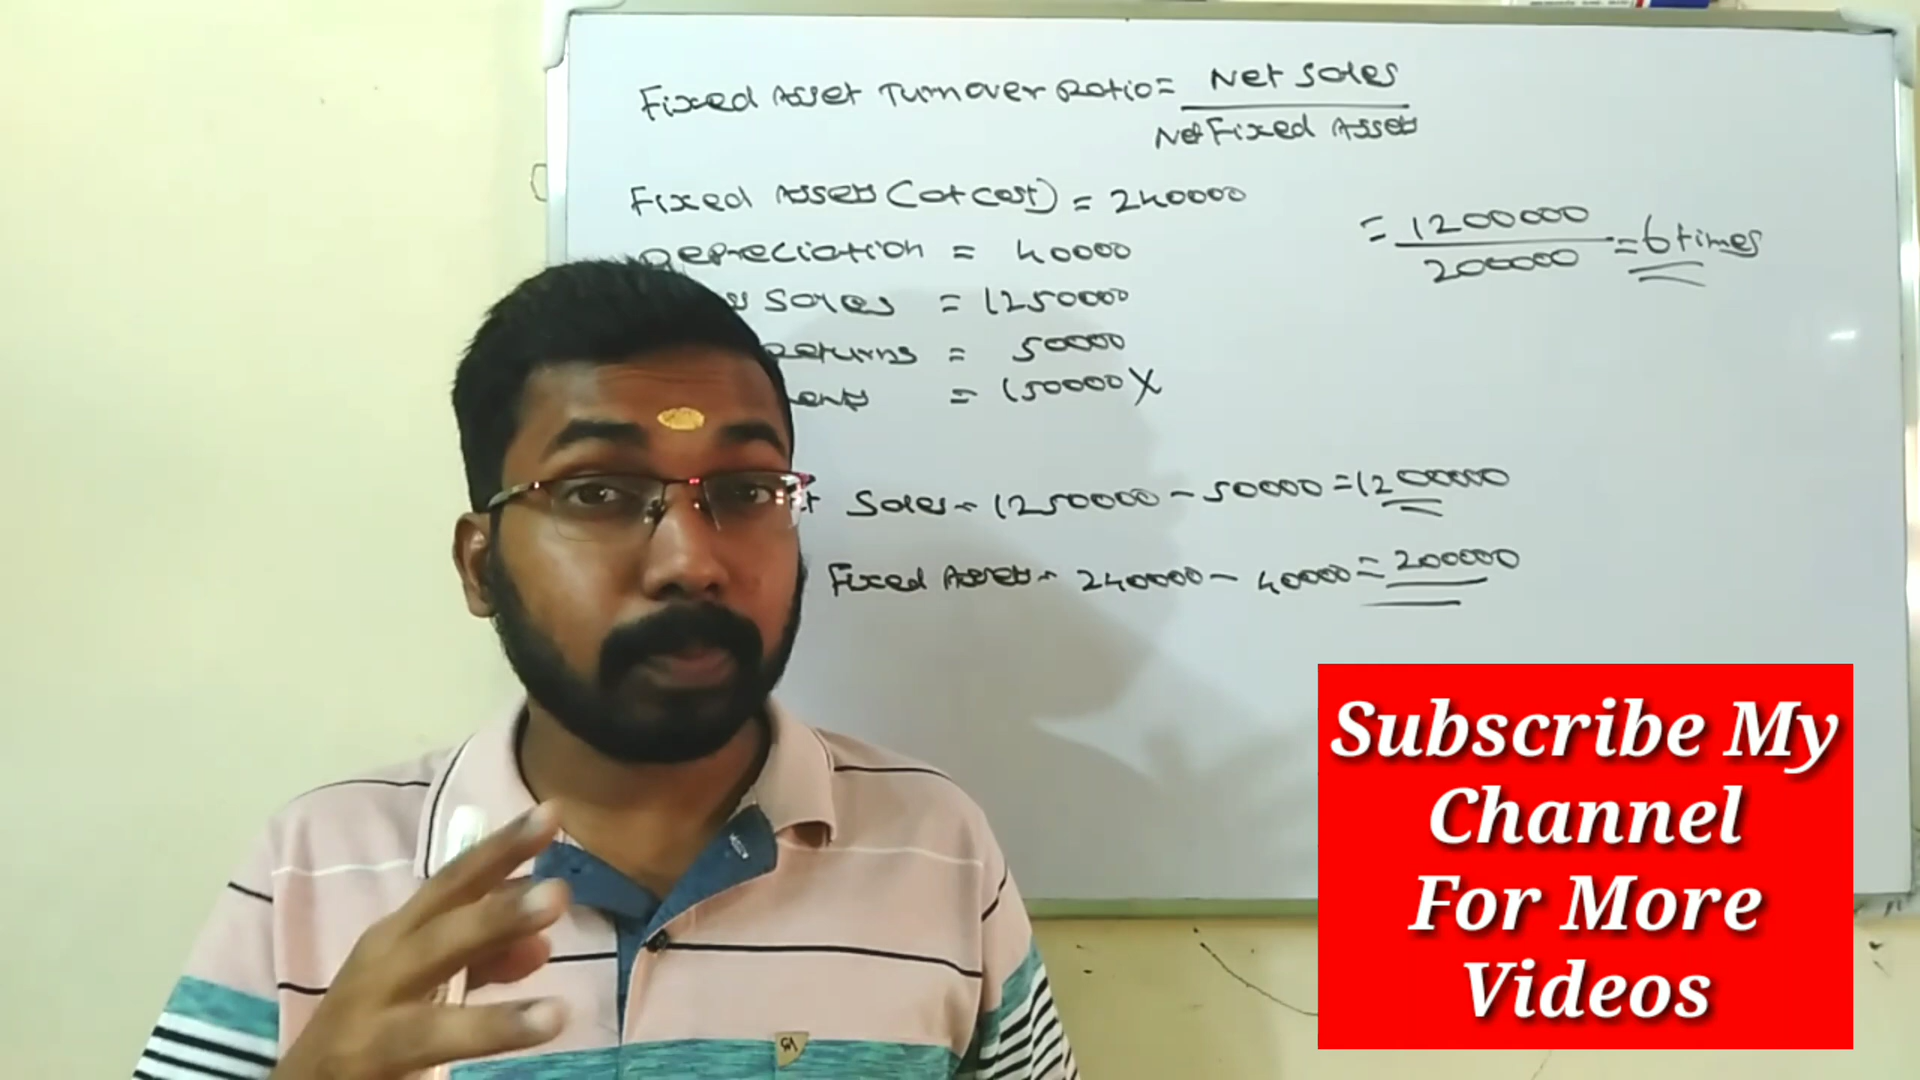 Fixed Asset Turnover Ratio = Net Sales
Net Fixed Assets
Fixed Assets (at cost) = 240000
Depreciation = 40000
= 1200000
200000
= 6 times
Sales = 1250000
Returns = 50000
= 150000 X
Sales = 1250000 - 50000 = 1200000
Fixed Assets = 240000 - 40000 = 200000
Subscribe My
Channel
For More
Videos